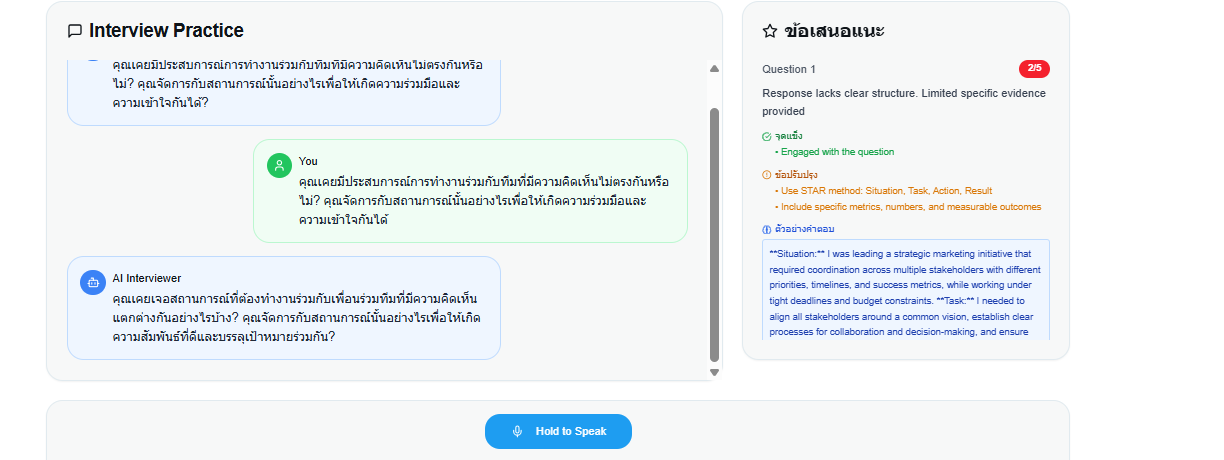 Interview Practice
คุณเคยมีประสบการณ์การทำงานร่วมกับทีมที่มีความคิดเห็นไม่ตรงกันหรือ
ไม่? คุณจัดการกับสถานการณ์นั้นอย่างไรเพื่อให้เกิดความร่วมมือและ
ความเข้าใจกันได้?
You
คุณเคยมีประสบการณ์การทำงานร่วมกับทีมที่มีความคิดเห็นไม่ตรงกันหรือ
ไม่? คุณจัดการกับสถานการณ์นั้นอย่างไรเพื่อให้เกิดความร่วมมือและ
ความเข้าใจกันได้
AI Interviewer
คุณเคยเจอสถานการณ์ที่ต้องทำงานร่วมกับเพื่อนร่วมทีมที่มีความคิดเห็น
แตกต่างกันอย่างไรบ้าง? คุณจัดการกับสถานการณ์นั้นอย่างไรเพื่อให้เกิด
ความสัมพันธ์ที่ดีและบรรลุเป้าหมายร่วมกัน?
ข้อเสนอแนะ
Question 1 2/5
Response lacks clear structure. Limited specific evidence
provided
จุดแข็ง
• Engaged with the question
ข้อปรับปรุง
• Use STAR method: Situation, Task, Action, Result
• Include specific metrics, numbers, and measurable outcomes
ตัวอย่างคำตอบ
**Situation:** I was leading a strategic marketing initiative that
required coordination across multiple stakeholders with different
priorities, timelines, and success metrics, while working under
tight deadlines and budget constraints. **Task:** I needed to
align all stakeholders around a common vision, establish clear
processes for collaboration and decision-making, and ensure
Hold to Speak